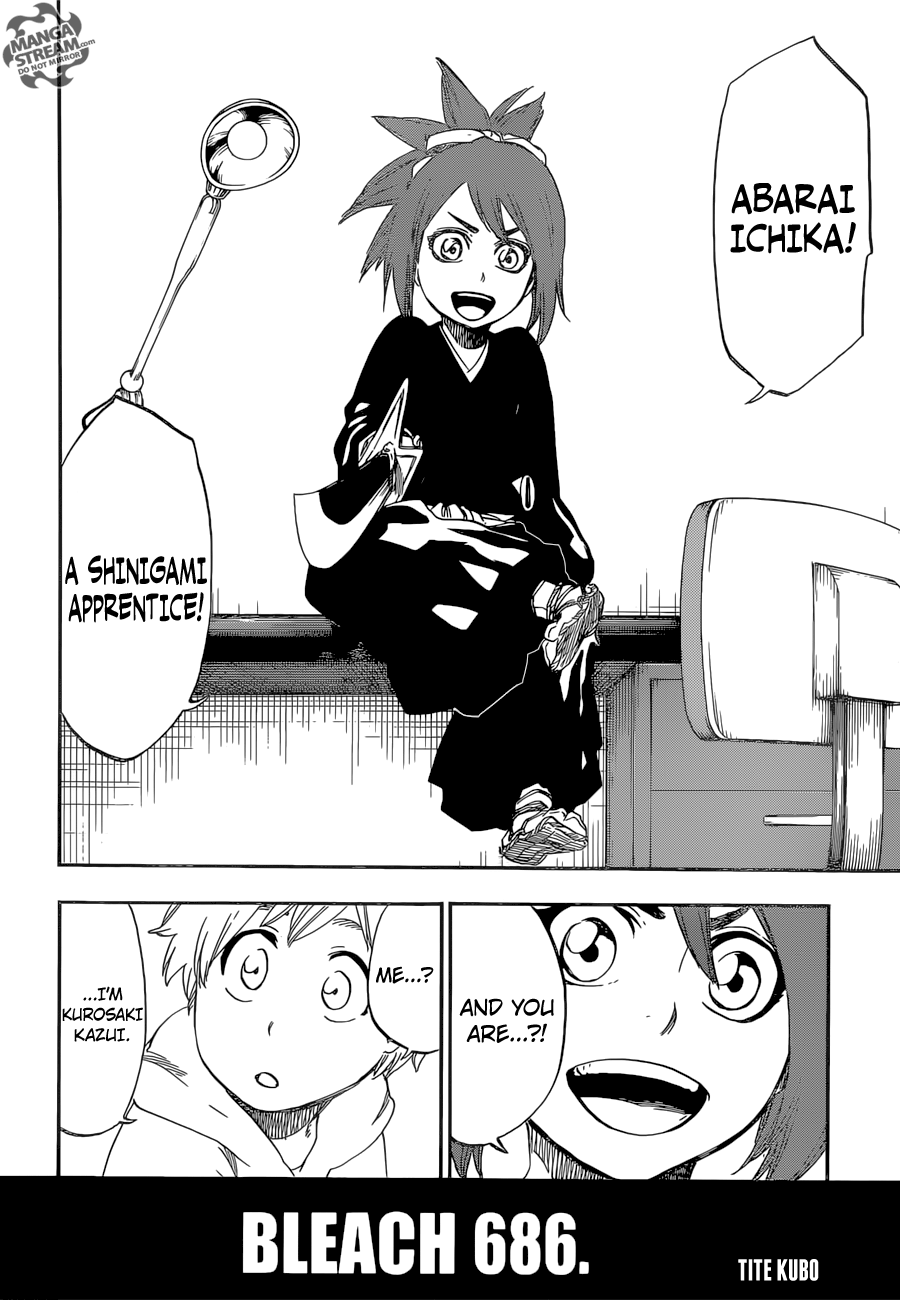 MANGA
STREAM.com
DO NOT MIRROR
ABARAI
ICHIKA!
A SHINIGAMI
APPRENTICE!
AND YOU
ARE...?!
ME...?
...I'M
KUROSAKI
KAZUI.
BLEACH 686.
TITE KUBO